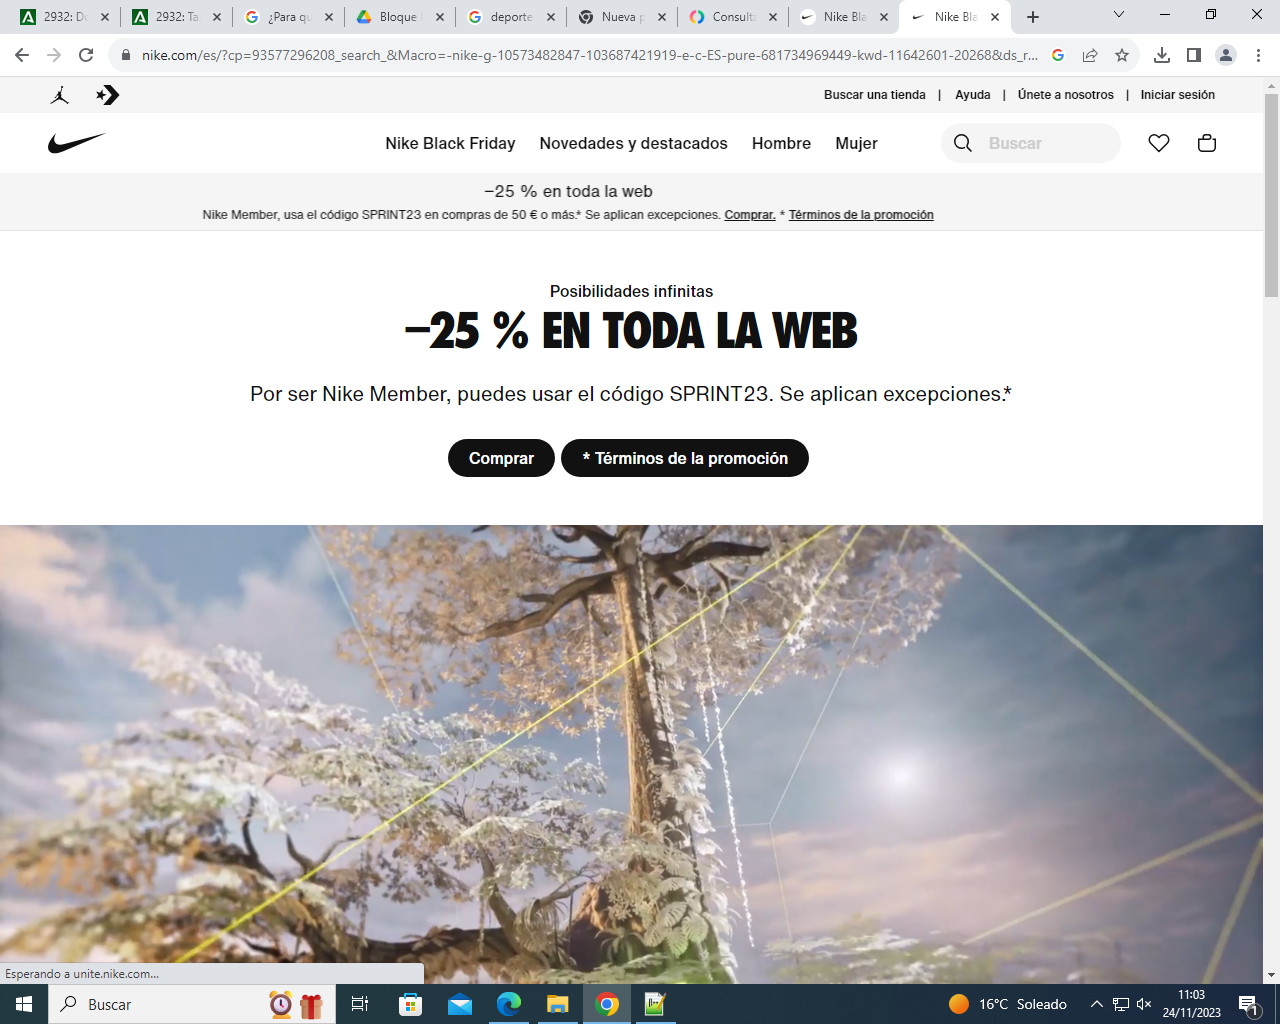 2932: Do
2932: Ta
¿Para qu
Bloque
deporte
Nueva p
Consulta
Nike Bla
Nike Bla
nike.com/es/?cp=93577296208_search_&Macro=-nike-g-10573482847-103687421919-e-c-ES-pure-681734969449-kwd-11642601-20268&ds_r...
Buscar una tienda | Ayuda | Únete a nosotros | Iniciar sesión
Nike Black Friday Novedades y destacados Hombre Mujer Buscar
−25 % en toda la web
Nike Member, usa el código SPRINT23 en compras de 50 € o más.* Se aplican excepciones. Comprar. * Términos de la promoción
Posibilidades infinitas
−25 % EN TODA LA WEB
Por ser Nike Member, puedes usar el código SPRINT23. Se aplican excepciones.*
Comprar * Términos de la promoción
Esperando a unite.nike.com...
Buscar
16°C Soleado
11:03
24/11/2023
1